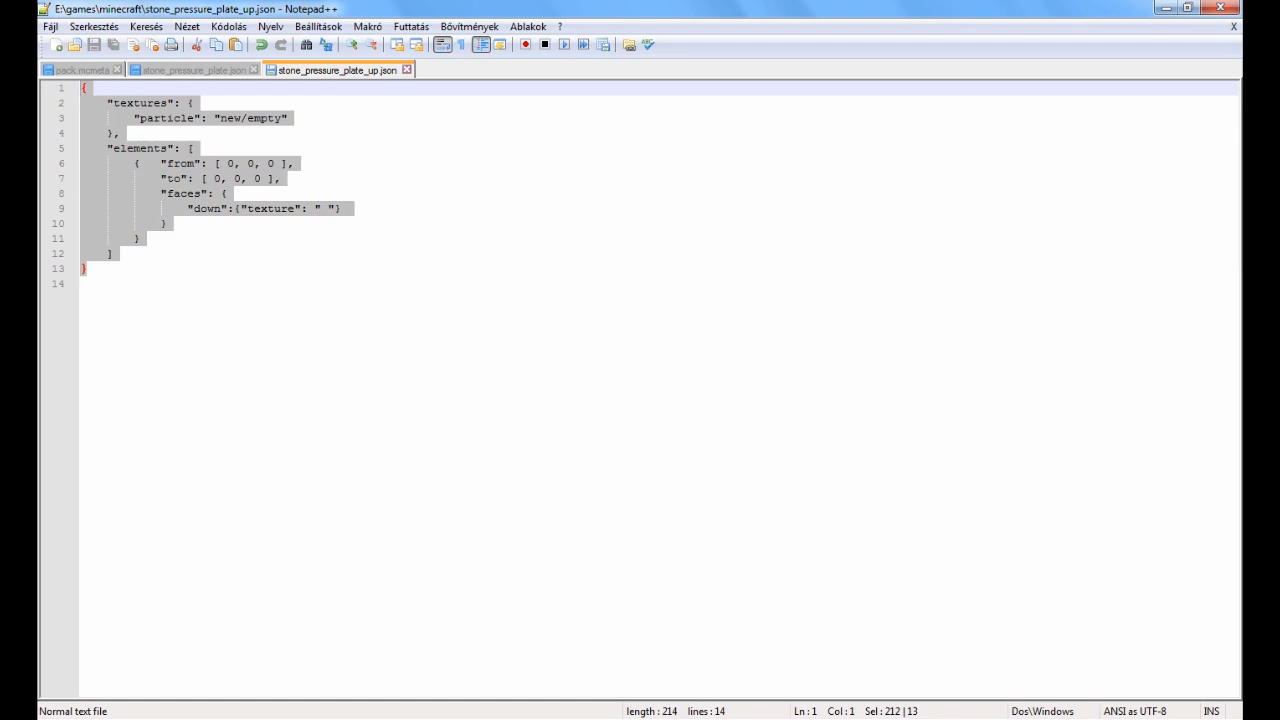 E:\games\minecraft\stone_pressure_plate_up.json - Notepad++
Fájl Szerkesztés Keresés Nézet Kódolás Nyelv Beállítások Makró Futtatás Bővítmények Ablakok ? X
pack.mcmeta stone_pressure_plate.json stone_pressure_plate_up.json
1 {
2 "textures": {
3 "particle": "new/empty"
4 },
5 "elements": [
6 { "from": [ 0, 0, 0 ],
7 "to": [ 0, 0, 0 ],
8 "faces": {
9 "down":{"texture": " "}
10 }
11 }
12 ]
13 }
14
Normal text file length : 214 lines : 14 Ln : 1 Col : 1 Sel : 212 | 13 Dos\Windows ANSI as UTF-8 INS